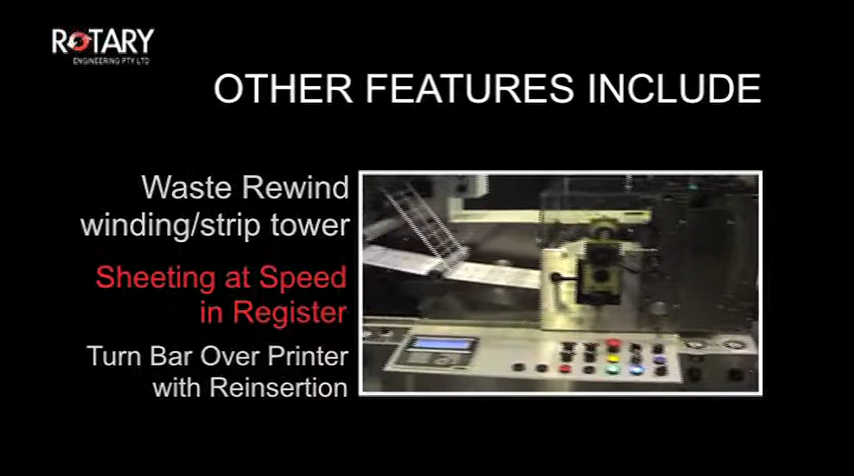 ROTARY
ENGINEERING PTY LTD
OTHER FEATURES INCLUDE
Waste Rewind
winding/strip tower
Sheeting at Speed
in Register
Turn Bar Over Printer
with Reinsertion